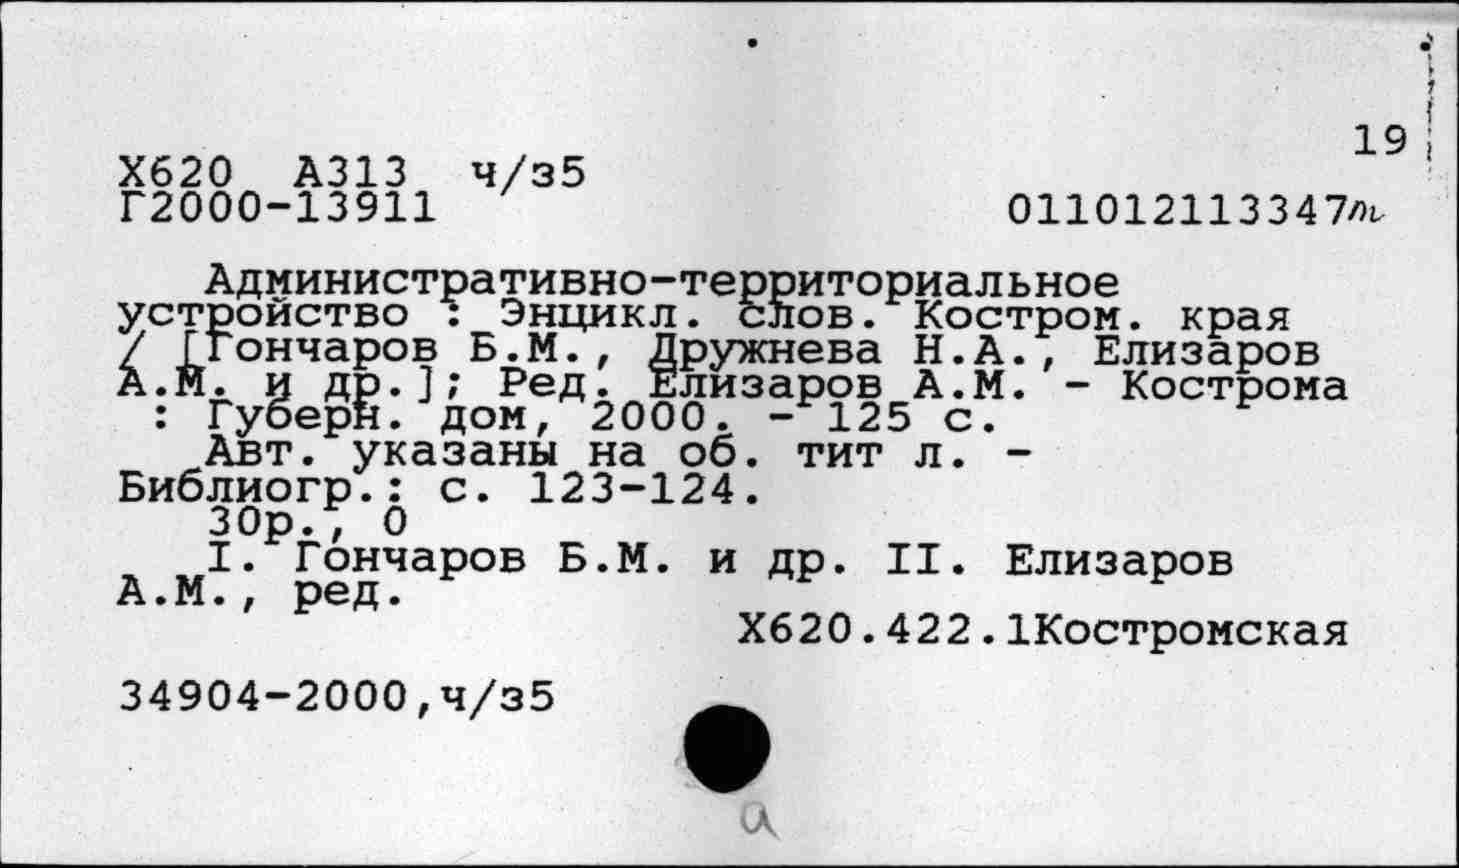 19
Х620 А313 ч/з5
Г2000-13911 011012113347
Административно-территориальное
устройство : Энцикл. слов. Костром. края
/ [Гончаров Б.М., Дружнева Н.А., Елизаров
А.М. и др.]; Ред. Елизаров А.М. - Кострома
: Губерн. дом, 2000. - 125 с.
Авт. указаны на об. тит л. -
Библиогр.: с. 123-124.
30р., 0
I. Гончаров Б.М. и др. II. Елизаров
А.М., ред.
Х620.422.1Костромская
34904-2000,ч/з5